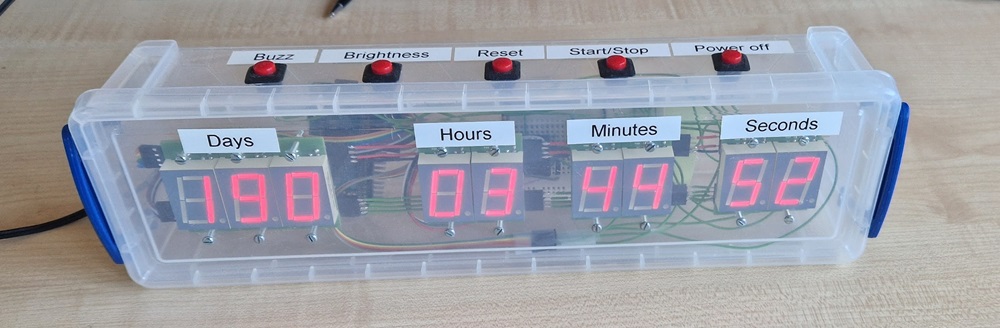 Buzz Brightness Reset Start/Stop Power off
Days Hours Minutes Seconds
190 03 44 52